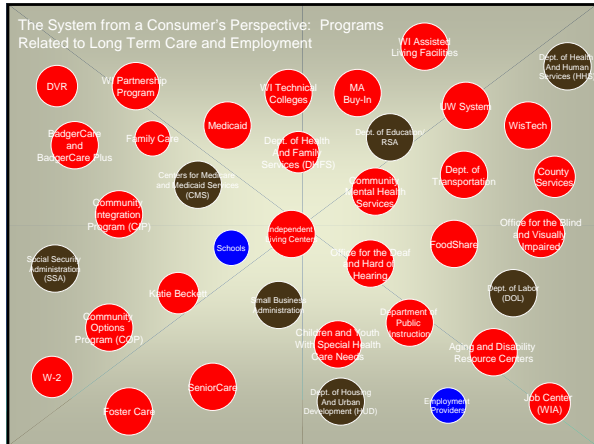 The System from a Consumer's Perspective:  Programs
Related to Long Term Care and Employment
WI Assisted
Living Facilities
Dept. of Health
And Human
Services (HHS)
DVR
WI Partnership
Program
WI Technical
Colleges
MA
Buy-In
UW System
WisTech
Medicaid
BadgerCare
and
BadgerCare Plus
Family Care
Dept. of Health
And Family
Services (DHFS)
Dept. of Education/
RSA
Centers for Medicare
and Medicaid Services
(CMS)
Community
Mental Health
Services
Dept. of
Transportation
County
Services
Community
Integration
Program (CIP)
Independent
Living Centers
Schools
FoodShare
Office for the Blind
and Visually
Impaired
Office for the Deaf
and Hard of
Hearing
Social Security
Administration
(SSA)
Katie Beckett
Small Business
Administration
Dept. of Labor
(DOL)
Community
Options
Program (COP)
Department of
Public
Instruction
Children and Youth
With Special Health
Care Needs
Aging and Disability
Resource Centers
W-2
SeniorCare
Foster Care
Dept. of Housing
And Urban
Development (HUD)
Employment
Providers
Job Center
(WIA)